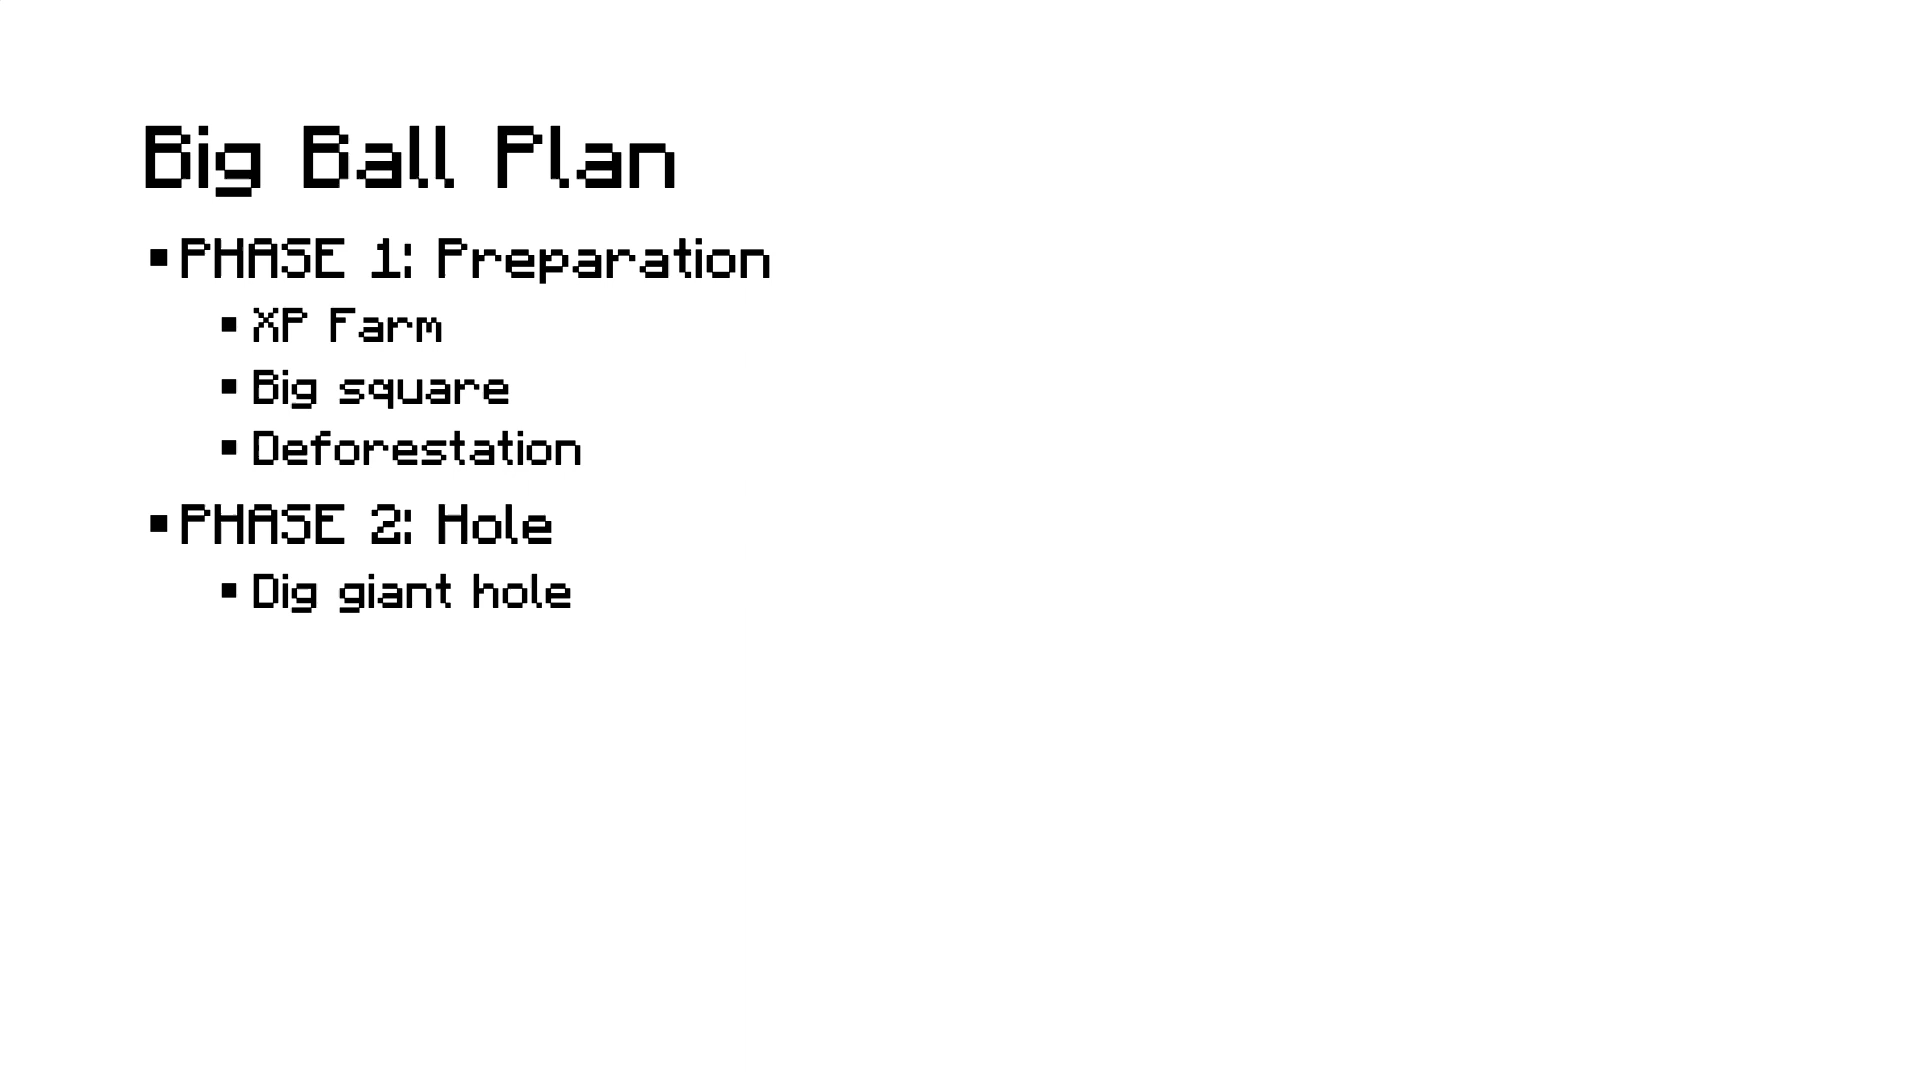 Big Ball Plan
▪PHASE 1: Preparation
▪XP Farm
▪Big square
▪Deforestation
▪PHASE 2: Hole
▪Dig giant hole